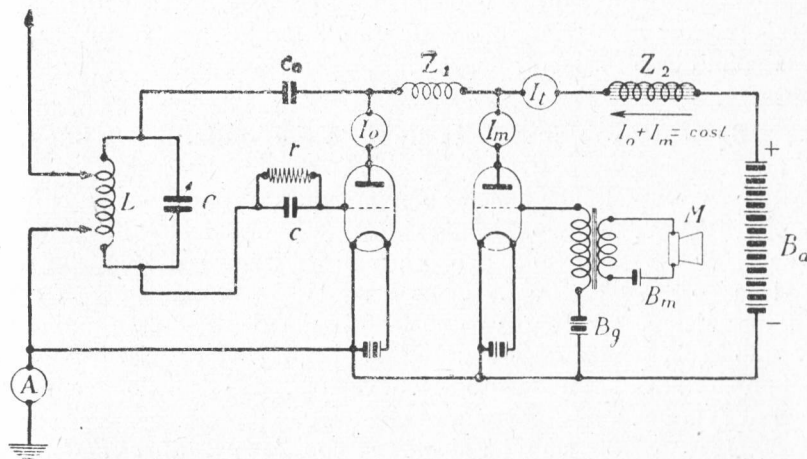 c₀
Z₁
Z₂
I₀
Iₘ
Iₜ
I₀ + Iₘ = cost.
r
L
C
c
M
Bₘ
B_g
Bₐ
+
−
A